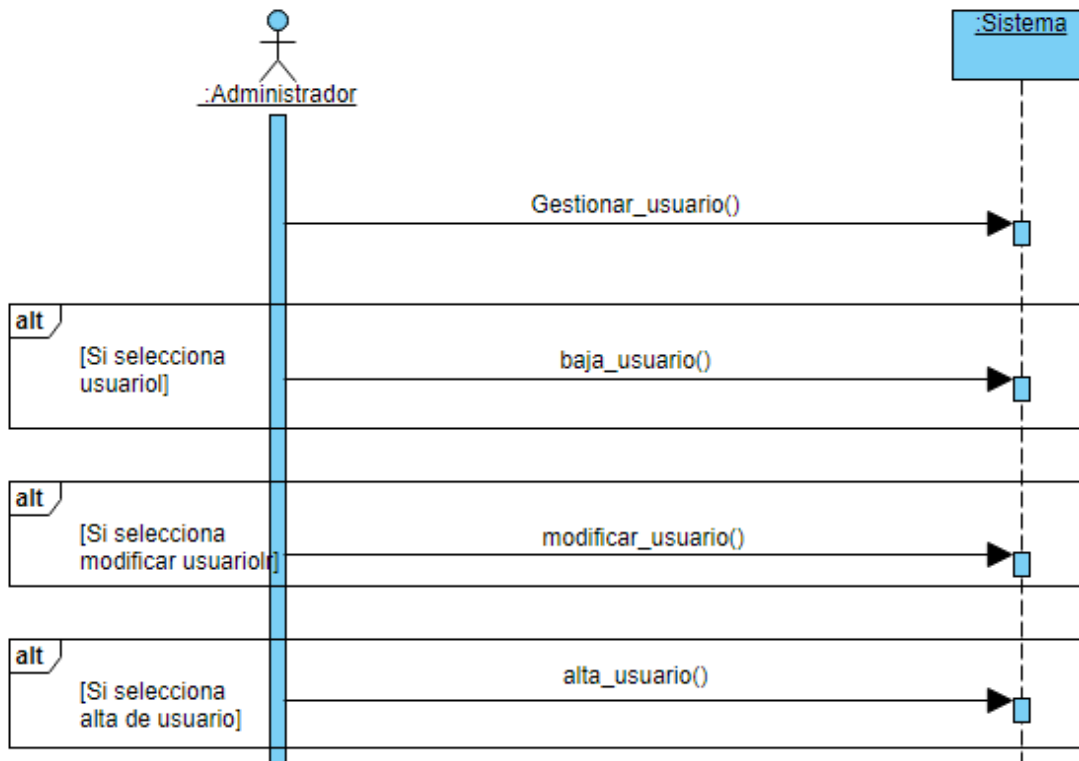 :Sistema
:Administrador
Gestionar_usuario()
alt
[Si selecciona
usuariol]
baja_usuario()
alt
[Si selecciona
modificar usuariolr]
modificar_usuario()
alt
[Si selecciona
alta de usuario]
alta_usuario()